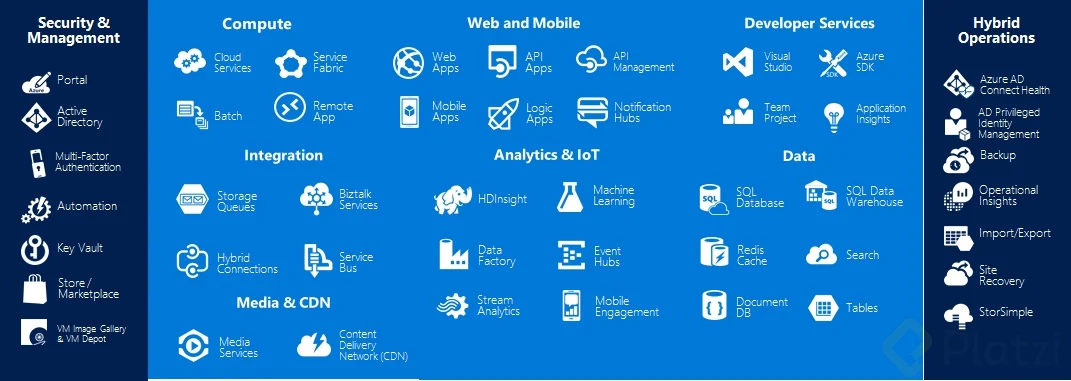 Security &
Management
Portal
Active
Directory
Multi-Factor
Authentication
Automation
Key Vault
Store /
Marketplace
VM Image Gallery
& VM Depot
Compute
Cloud
Services
Service
Fabric
Batch
Remote
App
Integration
Storage
Queues
Biztalk
Services
Hybrid
Connections
Service
Bus
Media & CDN
Media
Services
Content
Delivery
Network (CDN)
Web and Mobile
Web
Apps
API
Apps
API
Management
Mobile
Apps
Logic
Apps
Notification
Hubs
Analytics & IoT
HDInsight
Machine
Learning
Data
Factory
Event
Hubs
Stream
Analytics
Mobile
Engagement
Developer Services
Visual
Studio
SDK
Azure
SDK
Team
Project
Application
Insights
Data
SQL
SQL
Database
SQL
SQL Data
Warehouse
Redis
Cache
Search
Document
DB
Tables
Hybrid
Operations
Azure AD
Connect Health
AD Privileged
Identity
Management
Backup
Operational
Insights
Import/Export
Site
Recovery
StorSimple
Azure
Platzi